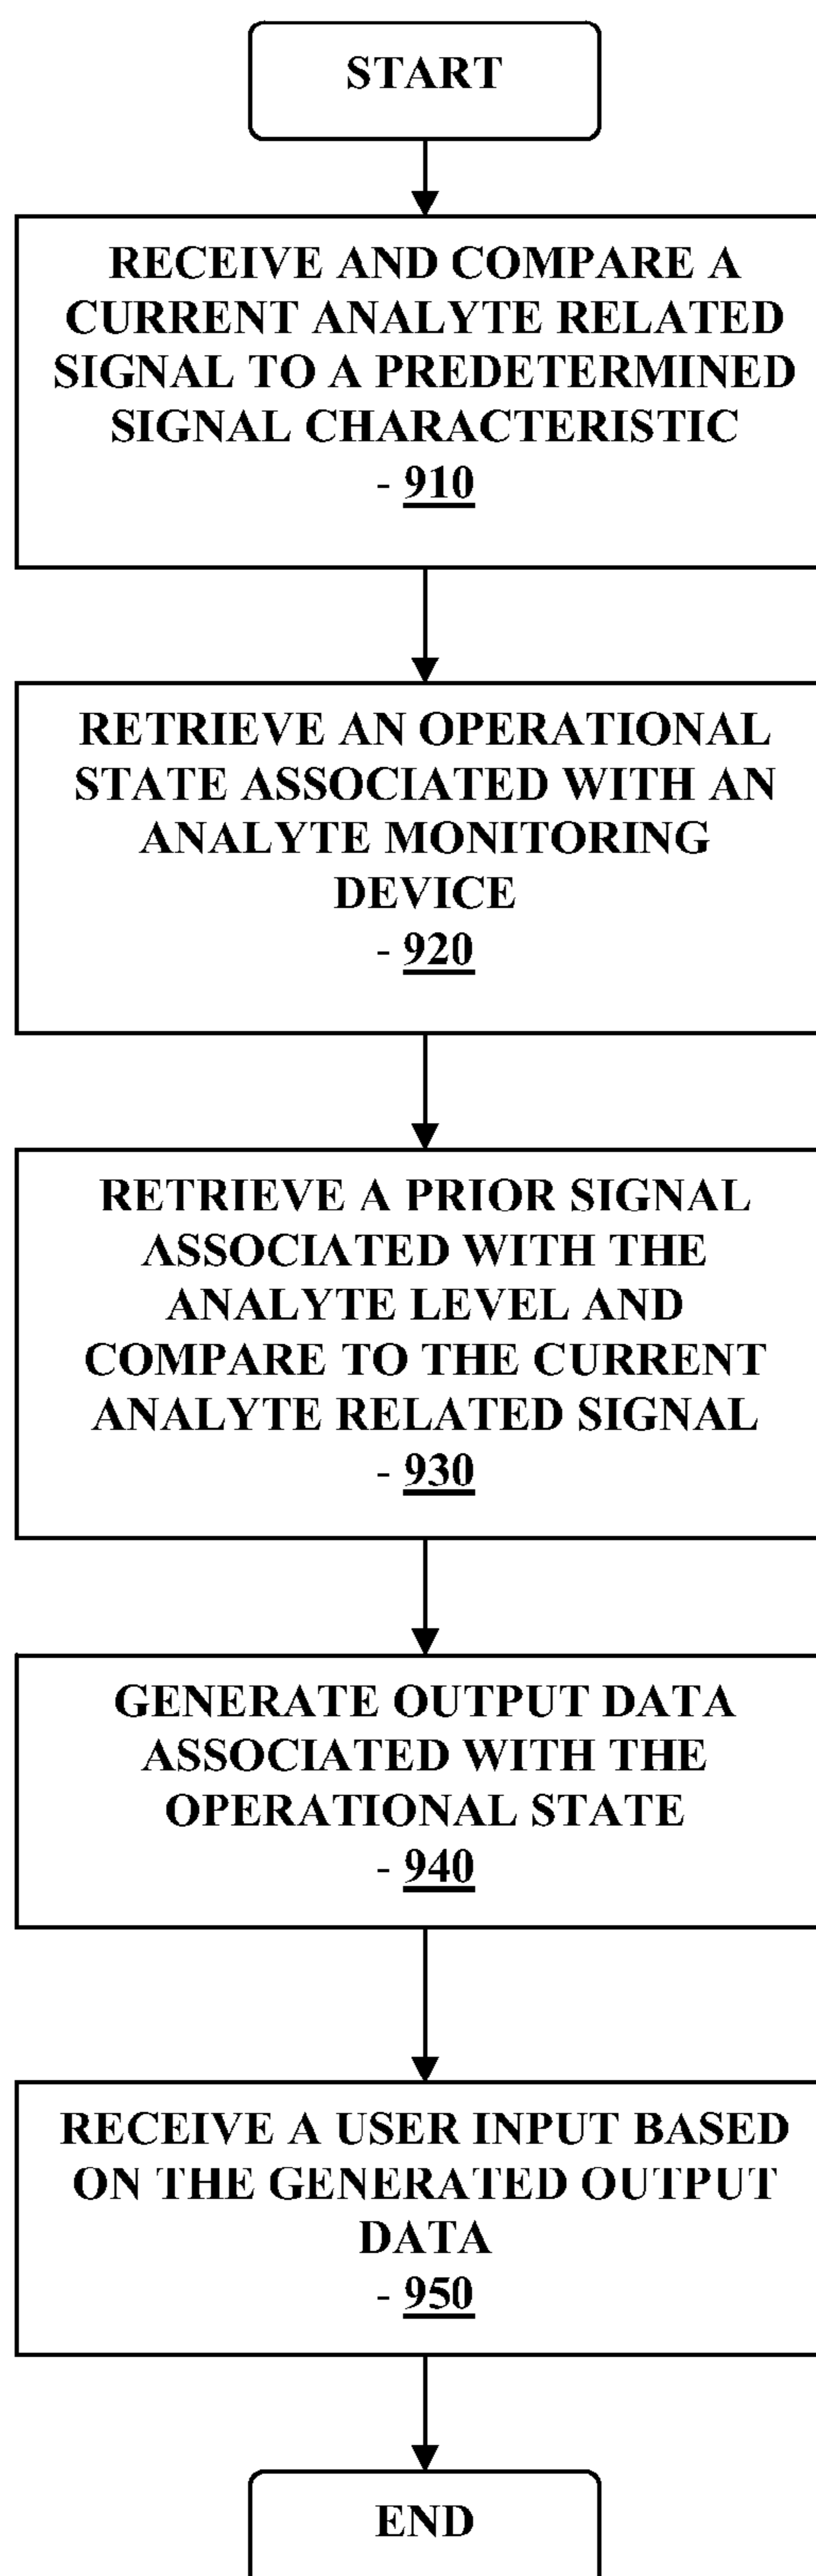 START
RECEIVE AND COMPARE A
CURRENT ANALYTE RELATED
SIGNAL TO A PREDETERMINED
SIGNAL CHARACTERISTIC
- 910
RETRIEVE AN OPERATIONAL
STATE ASSOCIATED WITH AN
ANALYTE MONITORING
DEVICE
- 920
RETRIEVE A PRIOR SIGNAL
ASSOCIATED WITH THE
ANALYTE LEVEL AND
COMPARE TO THE CURRENT
ANALYTE RELATED SIGNAL
- 930
GENERATE OUTPUT DATA
ASSOCIATED WITH THE
OPERATIONAL STATE
- 940
RECEIVE A USER INPUT BASED
ON THE GENERATED OUTPUT
DATA
- 950
END